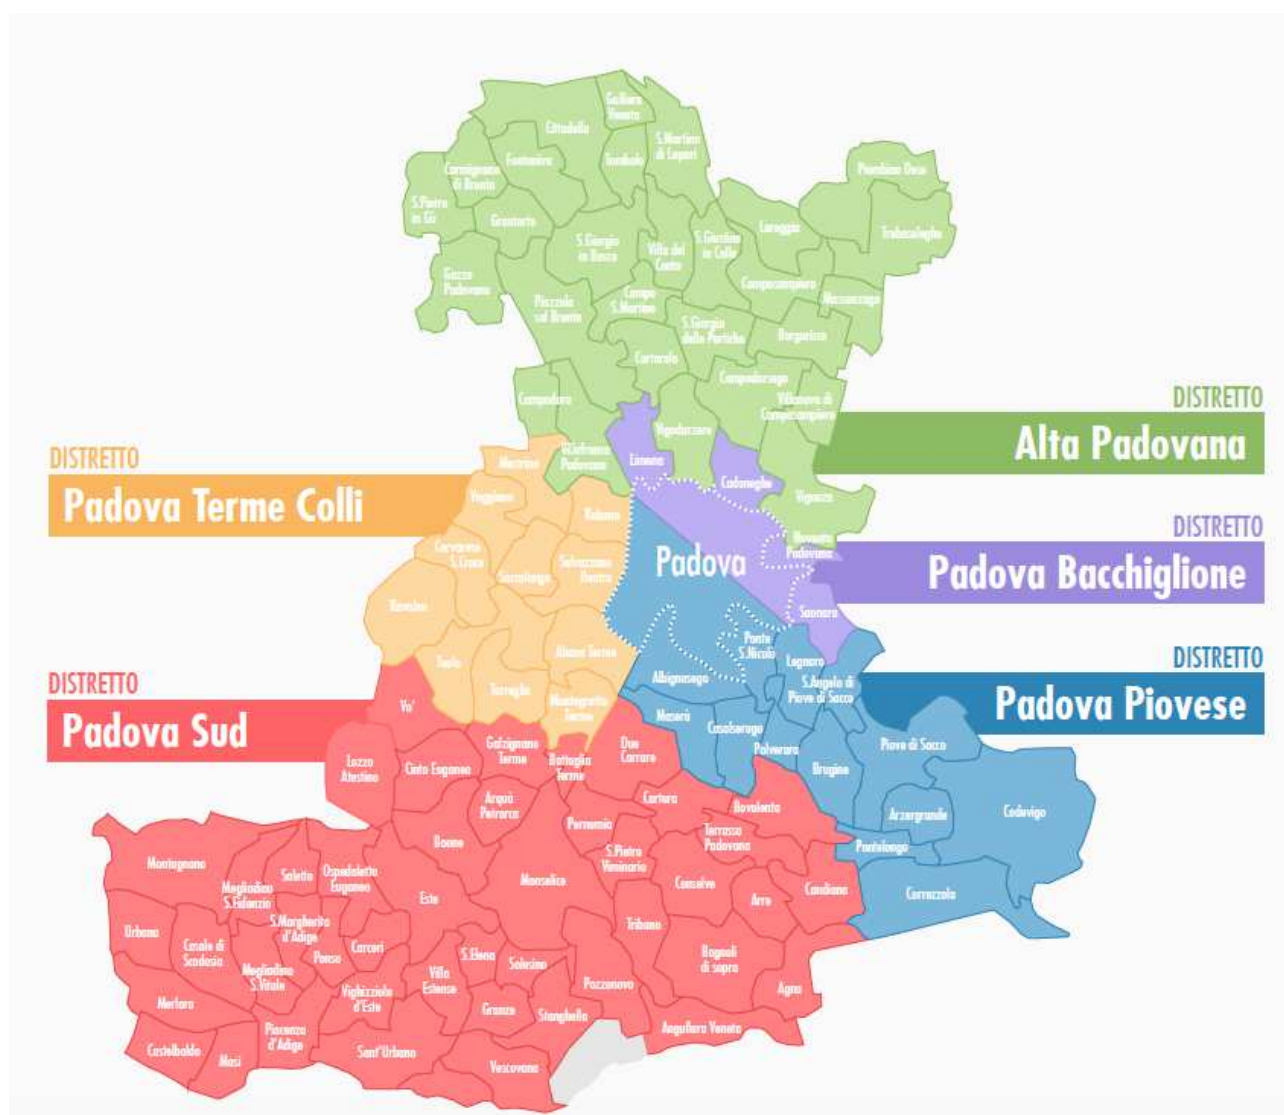 Galliera
Veneta
Cittadella
S.Martino
di Lupari
Fontaniva
Tombolo
Carmignano
di Brenta
Piombino Dese
S.Pietro
in Gù
Grantorto
Loreggia
Trebaseleghe
S.Giorgio
in Bosco
Villa del
Conte
S.Giustina
in Colle
Gazzo
Padovano
Camposampiero
Massanzago
Piazzola
sul Brenta
Campo
S.Martino
S.Giorgio
delle Pertiche
Borgoricco
Curtarolo
Campodarsego
Campodoro
Villanova di
Camposampiero
Vigodarzere
Villafranca
Padovana
Limena
Cadoneghe
Vigonza
Noventa
Padovana
DISTRETTO
Alta Padovana
DISTRETTO
Padova Terme Colli
Mestrino
Veggiano
Rubano
Cervarese
S.Croce
Saccolongo
Selvazzano
Dentro
Rovolon
Teolo
Abano Terme
Torreglia
Montegrotto
Terme
DISTRETTO
Padova Bacchiglione
Padova
Saonara
Ponte
S.Nicolò
Legnaro
Albignasego
S.Angelo di
Piove di Sacco
DISTRETTO
Padova Piovese
Maserà
Casalserugo
Polverara
Brugine
Piove di Sacco
Arzergrande
Codevigo
Pontelongo
Correzzola
DISTRETTO
Padova Sud
Vo'
Lozzo
Atestino
Cinto Euganeo
Galzignano
Terme
Battaglia
Terme
Due
Carrare
Arquà
Petrarca
Cartura
Bovolenta
Pernumia
Terrassa
Padovana
Baone
S.Pietro
Viminario
Monselice
Conselve
Candiana
Arre
Montagnana
Saletto
Ospedaletto
Euganeo
Megliadino
S.Fidenzio
Este
Tribano
Urbana
Casale di
Scodosia
S.Margherita
d'Adige
Ponso
Carceri
S.Elena
Solesino
Bagnoli
di sopra
Megliadino
S.Vitale
Villa
Estense
Pozzonovo
Agna
Merlara
Vighizzolo
d'Este
Granze
Stanghella
Anguillara Veneta
Castelbaldo
Masi
Piacenza
d'Adige
Sant'Urbano
Vescovana